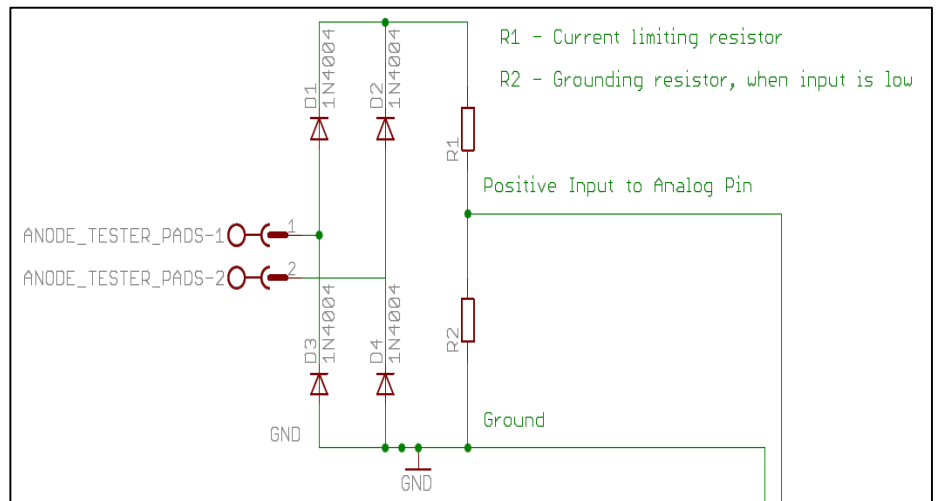 R1 - Current limiting resistor
R2 - Grounding resistor, when input is low
D1
1N4004
D2
1N4004
R1
Positive Input to Analog Pin
ANODE_TESTER_PADS-1
1
ANODE_TESTER_PADS-2
2
D3
1N4004
D4
1N4004
R2
Ground
GND
GND